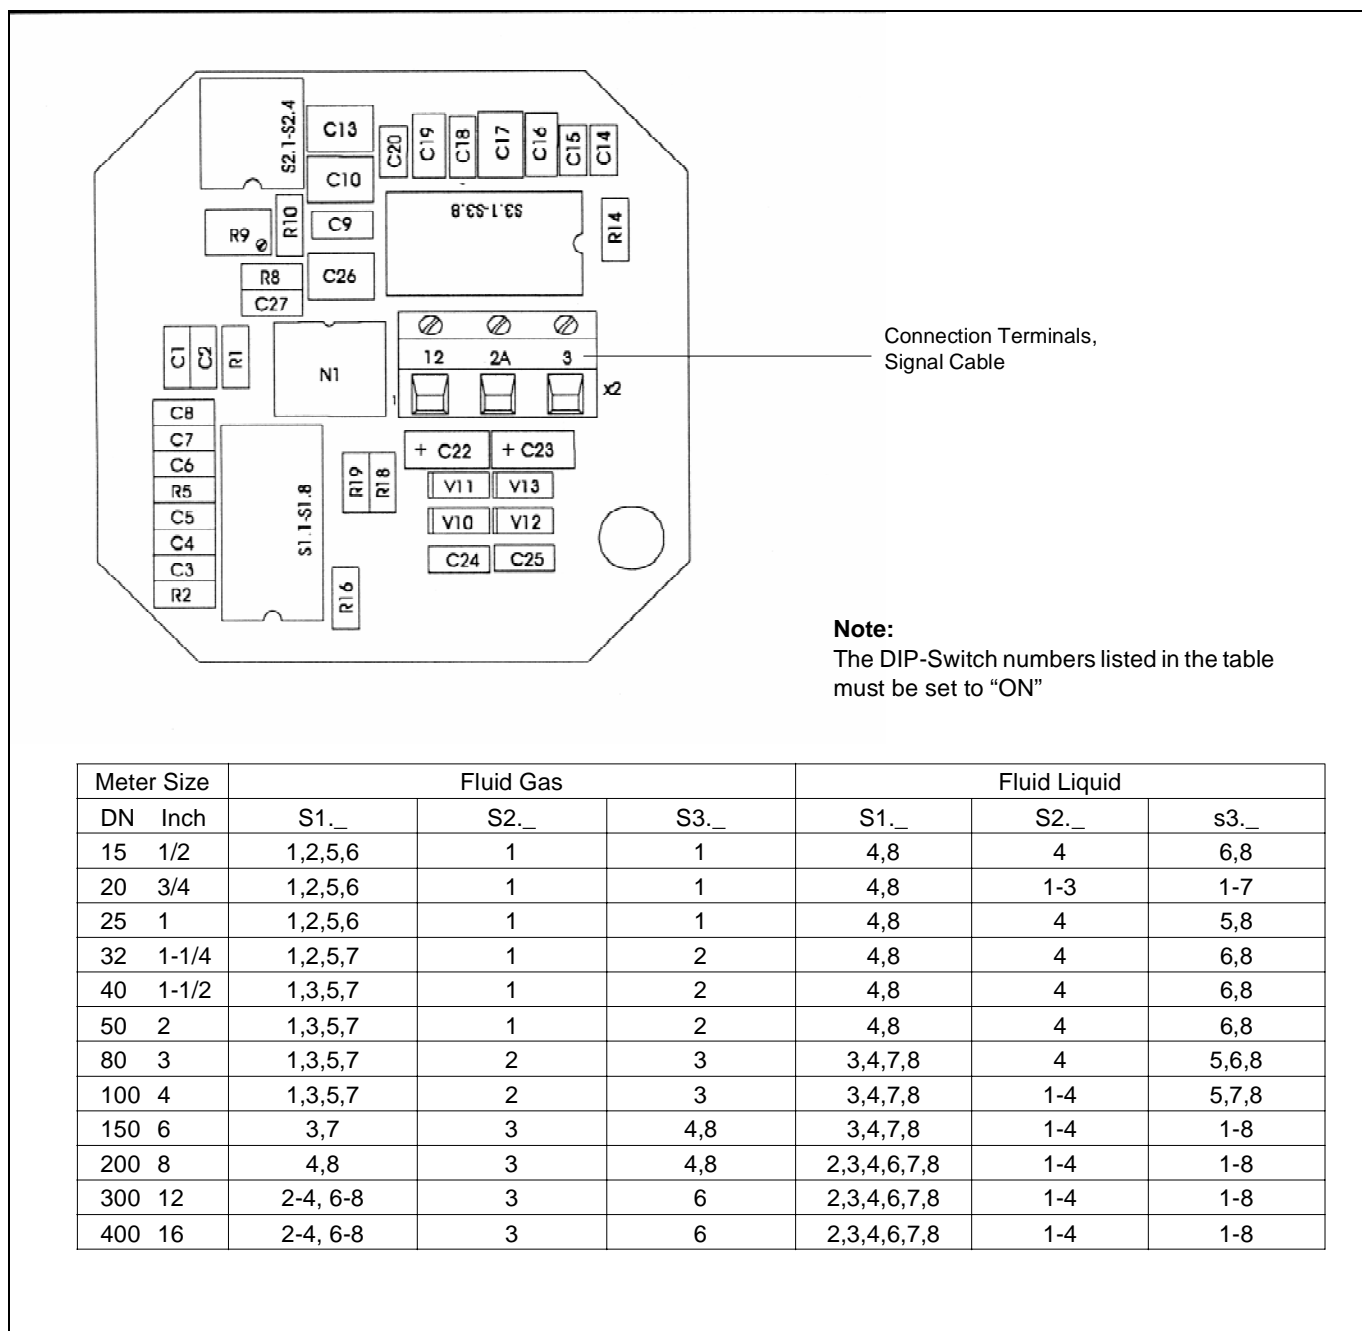 S2.1-S2.4
C13
C10
C20
C19
C18
C17
C16
C15
C14
R9
R10
C9
S3.1-S3.8
R14
R8
C26
C27
C1
C2
R1
N1
12 2A 3
1
x2
Connection Terminals,
Signal Cable
C8
C7
C6
R5
C5
C4
C3
R2
S1.1-S1.8
R19
R18
R16
+ C22 + C23
V11 V13
V10 V12
C24 C25
Note:
The DIP-Switch numbers listed in the table
must be set to “ON”
Meter Size Fluid Gas Fluid Liquid
DN Inch S1._ S2._ S3._ S1._ S2._ s3._
15 1/2 1,2,5,6 1 1 4,8 4 6,8
20 3/4 1,2,5,6 1 1 4,8 1-3 1-7
25 1 1,2,5,6 1 1 4,8 4 5,8
32 1-1/4 1,2,5,7 1 2 4,8 4 6,8
40 1-1/2 1,3,5,7 1 2 4,8 4 6,8
50 2 1,3,5,7 1 2 4,8 4 6,8
80 3 1,3,5,7 2 3 3,4,7,8 4 5,6,8
100 4 1,3,5,7 2 3 3,4,7,8 1-4 5,7,8
150 6 3,7 3 4,8 3,4,7,8 1-4 1-8
200 8 4,8 3 4,8 2,3,4,6,7,8 1-4 1-8
300 12 2-4, 6-8 3 6 2,3,4,6,7,8 1-4 1-8
400 16 2-4, 6-8 3 6 2,3,4,6,7,8 1-4 1-8